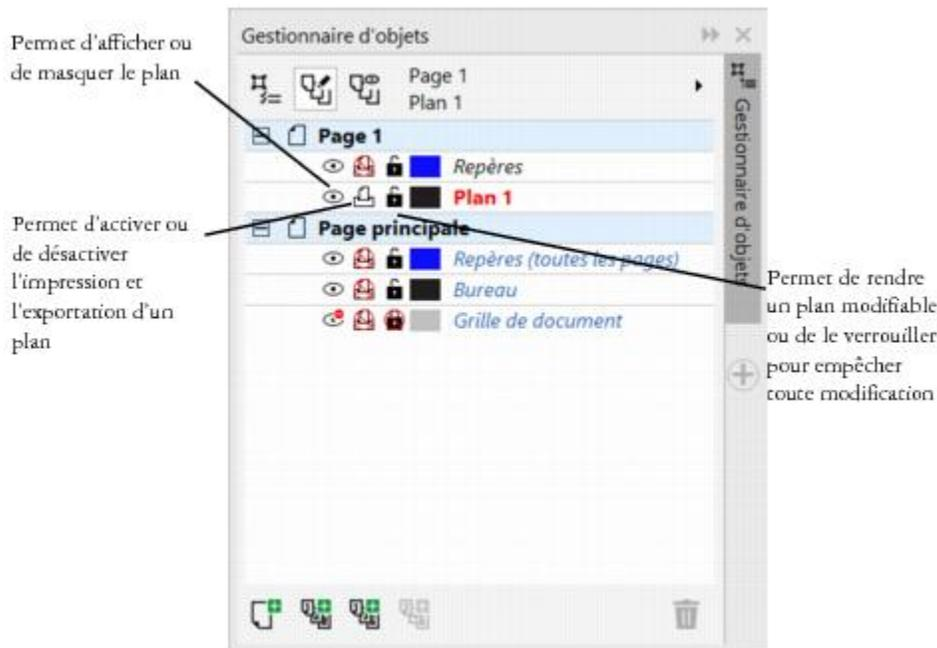 Gestionnaire d'objets
Page 1
Plan 1
Page 1
Repères
Plan 1
Page principale
Repères (toutes les pages)
Bureau
Grille de document
Gestionnaire d'objets
Permet d'afficher ou
de masquer le plan
Permet d'activer ou
de désactiver
l'impression et
l'exportation d'un
plan
Permet de rendre
un plan modifiable
ou de le verrouiller
pour empêcher
toute modification